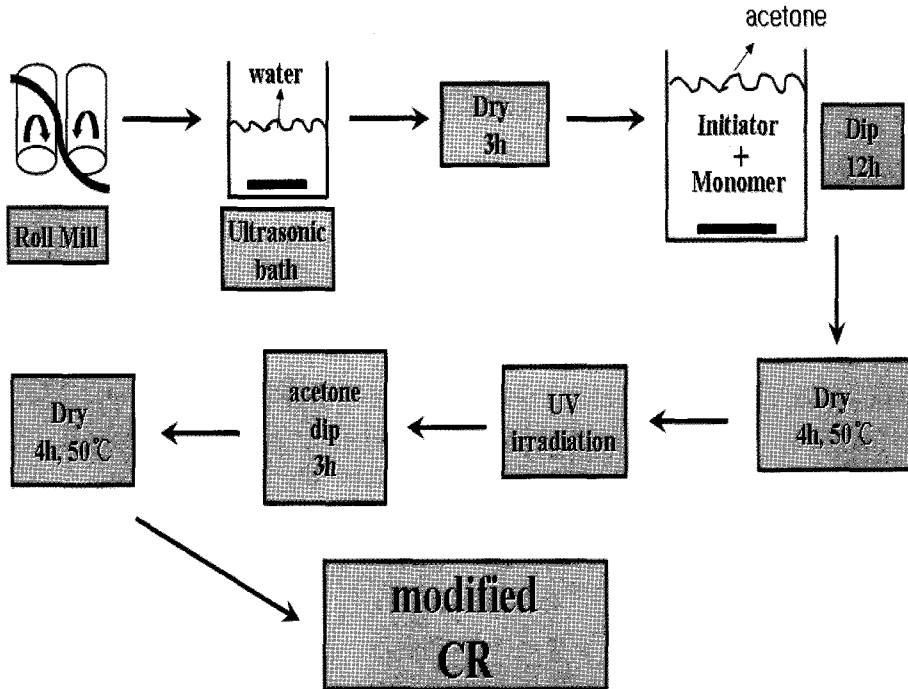 acetone
water
Dry
3h
Initiator
+
Monomer
Dip
12h
Roll Mill
Ultrasonic
bath
Dry
4h, 50℃
UV
irradiation
acetone
dip
3h
Dry
4h, 50℃
modified
CR